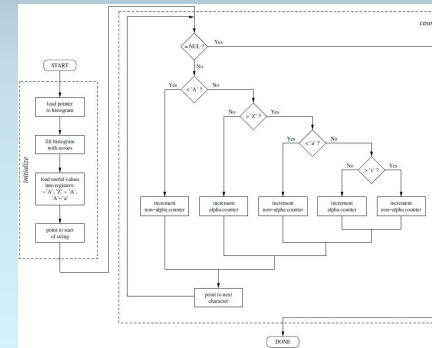 START
initialize
load pointer
to histogram
fill histogram
with zeroes
load useful values
into registers:
–'A', 'Z' – 'A',
'A'–'a'
point to start
of string
coun
= NUL ?
Yes
No
< 'A' ?
Yes
No
> 'Z' ?
No
Yes
< 'a' ?
Yes
No
> 'z' ?
No
Yes
increment
non-alpha counter
increment
alpha counter
increment
non-alpha counter
increment
alpha counter
increment
non-alpha counter
point to next
character
DONE